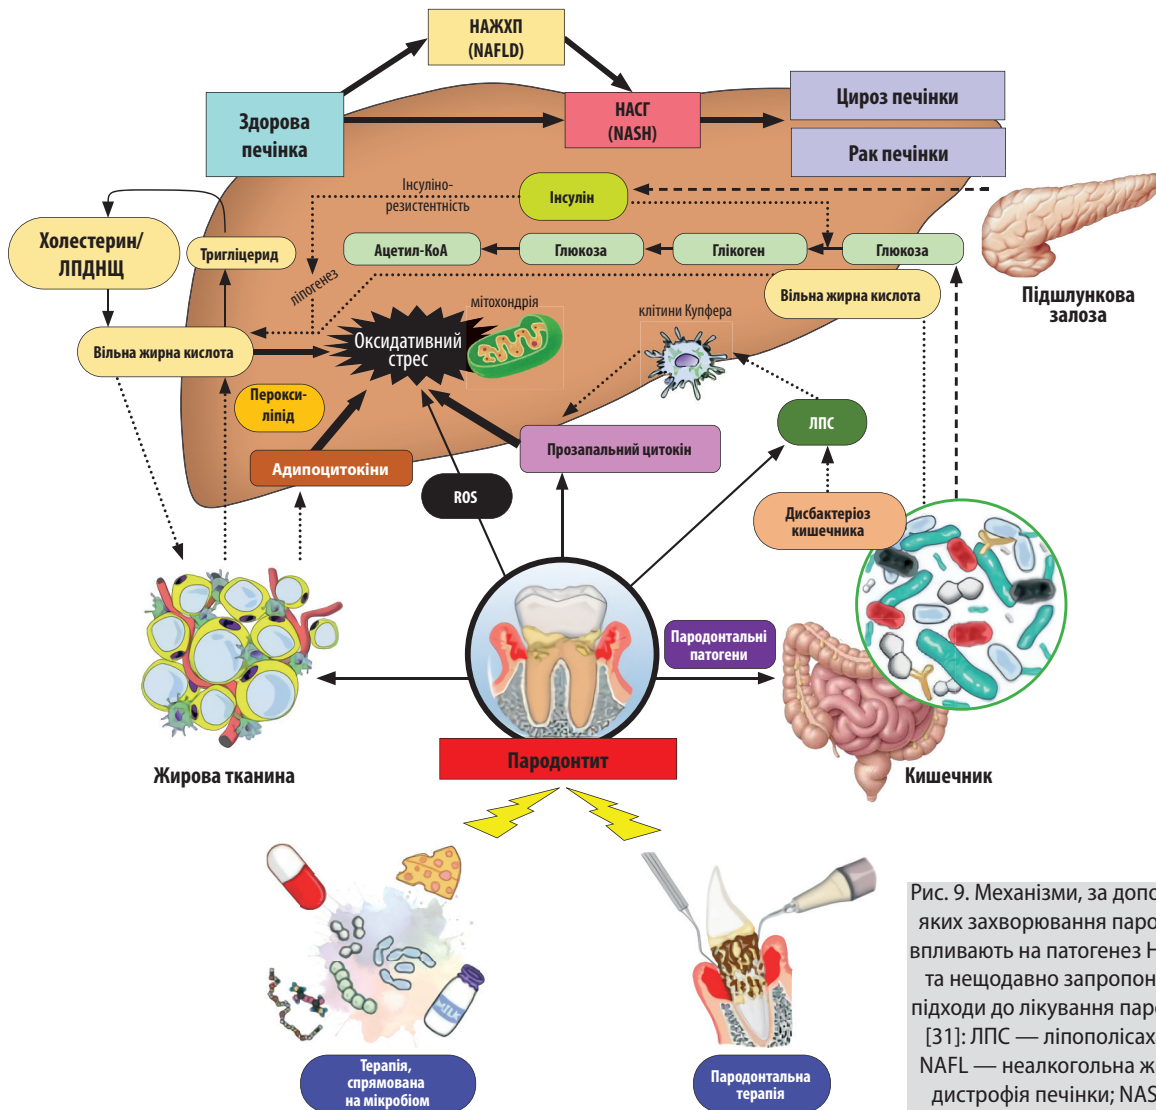 НАЖХП
(NAFLD)
Здорова
печінка
НАСГ
(NASH)
Цироз печінки
Рак печінки
Інсуліно-
резистентність
Інсулін
Холестерин/
ЛПДНЩ
Тригліцерид
Ацетил-КоА
Глюкоза
Глікоген
Глюкоза
Підшлункова
залоза
ліпогенез
Вільна жирна кислота
мітохондрія
клітини Купфера
Вільна жирна кислота
Оксидативний
стрес
Перокси-
ліпід
ЛПС
Адипоцитокіни
Прозапальний цитокін
ROS
Дисбактеріоз
кишечника
Пародонтальні
патогени
Жирова тканина
Пародонтит
Кишечник
MILK
Терапія,
спрямована
на мікробіом
Пародонтальна
терапія
Рис. 9. Механізми, за допо
яких захворювання паро
впливають на патогенез Н
та нещодавно запропон
підходи до лікування паро
[31]: ЛПС — ліпополісах
NAFL — неалкогольна ж
дистрофія печінки; NAS